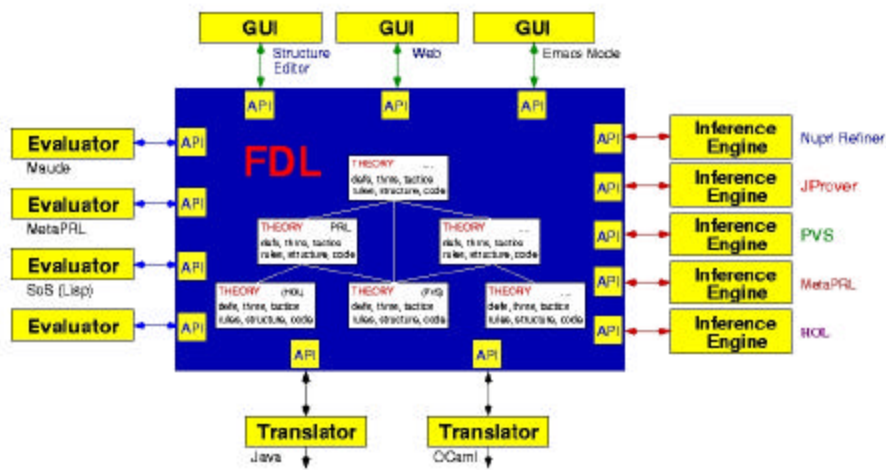 GUI
GUI
GUI
Structure
Editor
Web
Emacs Mode
API
API
API
Evaluator
Maude
Evaluator
MetaPRL
Evaluator
SoS (Lisp)
Evaluator
API
API
API
API
FDL
THEORY ...
defs, thms, tactics
rules, structure, code
THEORY PRL
defs, thms, tactics
rules, structure, code
THEORY ...
defs, thms, tactics
rules, structure, code
THEORY (HOL)
defs, thms, tactics
rules, structure, code
THEORY (PVS)
defs, thms, tactics
rules, structure, code
THEORY ...
defs, thms, tactics
rules, structure, code
API
API
API
API
API
Inference
Engine
Nuprl Refiner
Inference
Engine
JProver
Inference
Engine
PVS
Inference
Engine
MetaPRL
Inference
Engine
HOL
API
API
Translator
Java
Translator
OCaml